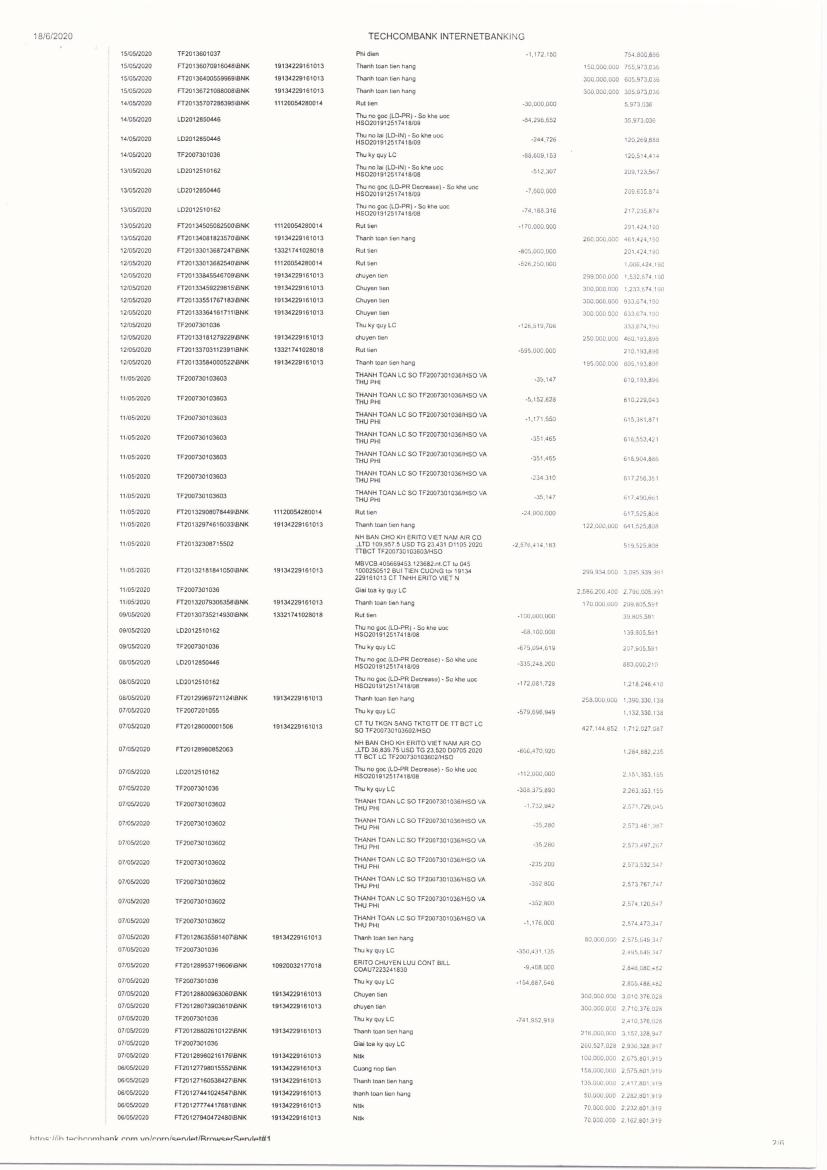 18/6/2020 TECHCOMBANK INTERNETBANKING
15/05/2020 TF2013601037 Phi dien -1,172,150 754,800,886
15/05/2020 FT20136070916048\BNK 19134229161013 Thanh toan tien hang 150,000,000 755,973,036
15/05/2020 FT20136400559969\BNK 19134229161013 Thanh toan tien hang 300,000,000 605,973,036
15/05/2020 FT20136721088008\BNK 19134229161013 Thanh toan tien hang 300,000,000 305,973,036
14/05/2020 FT20135707286395\BNK 11120054280014 Rut tien -30,000,000 5,973,036
14/05/2020 LD2012850446 Thu no goc (LD-PR) - So khe uoc -84,296,652 35,973,036
HSO201912517418/09
14/05/2020 LD2012850446 Thu no lai (LD-IN) - So khe uoc -244,726 120,269,688
HSO201912517418/09
14/05/2020 TF2007301036 Thu ky quy LC -88,609,153 120,514,414
13/05/2020 LD2012510162 Thu no lai (LD-IN) - So khe uoc -512,307 209,123,567
HSO201912517418/08
13/05/2020 LD2012850446 Thu no goc (LD-PR Decrease) - So khe uoc -7,600,000 209,635,874
HSO201912517418/09
13/05/2020 LD2012510162 Thu no goc (LD-PR) - So khe uoc -74,188,316 217,235,874
HSO201912517418/08
13/05/2020 FT20134505082500\BNK 11120054280014 Rut tien -170,000,000 291,424,190
13/05/2020 FT20134081823570\BNK 19134229161013 Thanh toan tien hang 260,000,000 461,424,190
12/05/2020 FT20133013687247\BNK 13321741028018 Rut tien -805,000,000 201,424,190
12/05/2020 FT20133013682540\BNK 11120054280014 Rut tien -526,250,000 1,006,424,190
12/05/2020 FT20133845546709\BNK 19134229161013 chuyen tien 299,000,000 1,532,674,190
12/05/2020 FT20133459229815\BNK 19134229161013 Chuyen tien 300,000,000 1,233,674,190
12/05/2020 FT20133551767183\BNK 19134229161013 Chuyen tien 300,000,000 933,674,190
12/05/2020 FT20133364161711\BNK 19134229161013 Chuyen tien 300,000,000 633,674,190
12/05/2020 TF2007301036 Thu ky quy LC -126,519,706 333,674,190
12/05/2020 FT20133181279229\BNK 19134229161013 chuyen tien 250,000,000 460,193,896
12/05/2020 FT20133703112391\BNK 13321741028018 Rut tien -595,000,000 210,193,896
12/05/2020 FT20133584000522\BNK 19134229161013 Thanh toan tien hang 195,000,000 805,193,896
11/05/2020 TF200730103603 THANH TOAN LC SO TF2007301036/HSO VA -35,147 610,193,896
THU PHI
11/05/2020 TF200730103603 THANH TOAN LC SO TF2007301036/HSO VA -5,152,828 610,229,043
THU PHI
11/05/2020 TF200730103603 THANH TOAN LC SO TF2007301036/HSO VA -1,171,550 615,381,871
THU PHI
11/05/2020 TF200730103603 THANH TOAN LC SO TF2007301036/HSO VA -351,465 616,553,421
THU PHI
11/05/2020 TF200730103603 THANH TOAN LC SO TF2007301036/HSO VA -351,465 616,904,886
THU PHI
11/05/2020 TF200730103603 THANH TOAN LC SO TF2007301036/HSO VA -234,310 617,256,351
THU PHI
11/05/2020 TF200730103603 THANH TOAN LC SO TF2007301036/HSO VA -35,147 617,490,661
THU PHI
11/05/2020 FT20132908078449\BNK 11120054280014 Rut tien -24,000,000 617,525,808
11/05/2020 FT20132974616033\BNK 19134229161013 Thanh toan tien hang 122,000,000 641,525,808
NH BAN CHO KH ERITO VIET NAM AIR CO
11/05/2020 FT20132308715502 .,LTD 109,957.5 USD TG 23,431 D1105 2020 -2,576,414,183 519,525,808
TTBCT TF200730103603/HSO
MBVCB.405669453.123682.nt.CT tu 045
11/05/2020 FT20132181841050\BNK 19134229161013 1000250512 BUI TIEN CUONG toi 19134 299,934,000 3,095,939,991
229161013 CT TNHH ERITO VIET N
11/05/2020 TF2007301036 Giai toa ky quy LC 2,586,200,400 2,796,005,991
11/05/2020 FT20132079306358\BNK 19134229161013 Thanh toan tien hang 170,000,000 209,805,591
09/05/2020 FT20130735214930\BNK 13321741028018 Rut tien -100,000,000 39,805,591
09/05/2020 LD2012510162 Thu no goc (LD-PR) - So khe uoc -68,100,000 139,805,591
HSO201912517418/08
09/05/2020 TF2007301036 Thu ky quy LC -675,094,619 207,905,591
08/05/2020 LD2012850446 Thu no goc (LD-PR Decrease) - So khe uoc -335,248,200 883,000,210
HSO201912517418/09
08/05/2020 LD2012510162 Thu no goc (LD-PR Decrease) - So khe uoc -172,081,728 1,218,248,410
HSO201912517418/08
08/05/2020 FT20129969721124\BNK 19134229161013 Thanh toan tien hang 258,000,000 1,390,330,138
07/05/2020 TF2007201055 Thu ky quy LC -579,696,949 1,132,330,138
07/05/2020 FT20128000001506 19134229161013 CT TU TKGN SANG TKTGTT DE TT BCT LC 427,144,852 1,712,027,087
SO TF200730103602/HSO
NH BAN CHO KH ERITO VIET NAM AIR CO
07/05/2020 FT20128980852063 .,LTD 36,839.75 USD TG 23,520 D0705 2020 -866,470,920 1,284,882,235
TT BCT LC TF200730103602/HSO
07/05/2020 LD2012510162 Thu no goc (LD-PR Decrease) - So khe uoc -112,000,000 2,151,353,155
HSO201912517418/08
07/05/2020 TF2007301036 Thu ky quy LC -308,375,890 2,263,353,155
07/05/2020 TF200730103602 THANH TOAN LC SO TF2007301036/HSO VA -1,732,942 2,571,729,045
THU PHI
07/05/2020 TF200730103602 THANH TOAN LC SO TF2007301036/HSO VA -35,280 2,573,461,987
THU PHI
07/05/2020 TF200730103602 THANH TOAN LC SO TF2007301036/HSO VA -35,280 2,573,497,267
THU PHI
07/05/2020 TF200730103602 THANH TOAN LC SO TF2007301036/HSO VA -235,200 2,573,532,547
THU PHI
07/05/2020 TF200730103602 THANH TOAN LC SO TF2007301036/HSO VA -352,800 2,573,767,747
THU PHI
07/05/2020 TF200730103602 THANH TOAN LC SO TF2007301036/HSO VA -352,800 2,574,120,547
THU PHI
07/05/2020 TF200730103602 THANH TOAN LC SO TF2007301036/HSO VA -1,176,000 2,574,473,347
THU PHI
07/05/2020 FT20128635591407\BNK 19134229161013 Thanh toan tien hang 80,000,000 2,575,649,347
07/05/2020 TF2007301036 Thu ky quy LC -350,431,135 2,495,649,347
07/05/2020 FT20128953719606\BNK 10920032177018 ERITO CHUYEN LUU CONT BILL -9,408,000 2,846,080,482
COAU7223241830
07/05/2020 TF2007301036 Thu ky quy LC -154,887,546 2,855,488,482
07/05/2020 FT20128800963060\BNK 19134229161013 Chuyen tien 300,000,000 3,010,376,028
07/05/2020 FT20128073903610\BNK 19134229161013 chuyen tien 300,000,000 2,710,376,028
07/05/2020 TF2007301036 Thu ky quy LC -741,952,919 2,410,376,028
07/05/2020 FT20128802610122\BNK 19134229161013 Thanh toan tien hang 216,000,000 3,157,328,947
07/05/2020 TF2007301036 Giai toa ky quy LC 260,527,028 2,936,328,947
07/05/2020 FT20128960216176\BNK 19134229161013 Nttk 100,000,000 2,675,801,919
06/05/2020 FT20127798015552\BNK 19134229161013 Cuong nop tien 158,000,000 2,575,801,919
06/05/2020 FT20127160538427\BNK 19134229161013 Thanh toan tien hang 135,000,000 2,417,801,919
06/05/2020 FT20127441024547\BNK 19134229161013 thanh toan tien hang 50,000,000 2,282,801,919
06/05/2020 FT20127774417681\BNK 19134229161013 Nttk 70,000,000 2,232,801,919
06/05/2020 FT20127940472480\BNK 19134229161013 Nttk 70,000,000 2,162,801,919
https://ib.techcombank.com.vn/corp/servlet/BrowserServlet#1 2/6